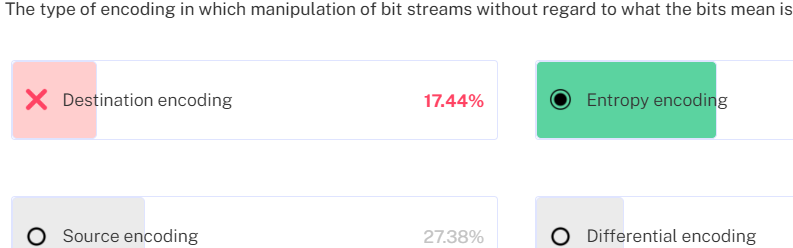 The type of encoding in which manipulation of bit streams without regard to what the bits mean is
Destination encoding 17.44% Entropy encoding
Source encoding 27.38% Differential encoding